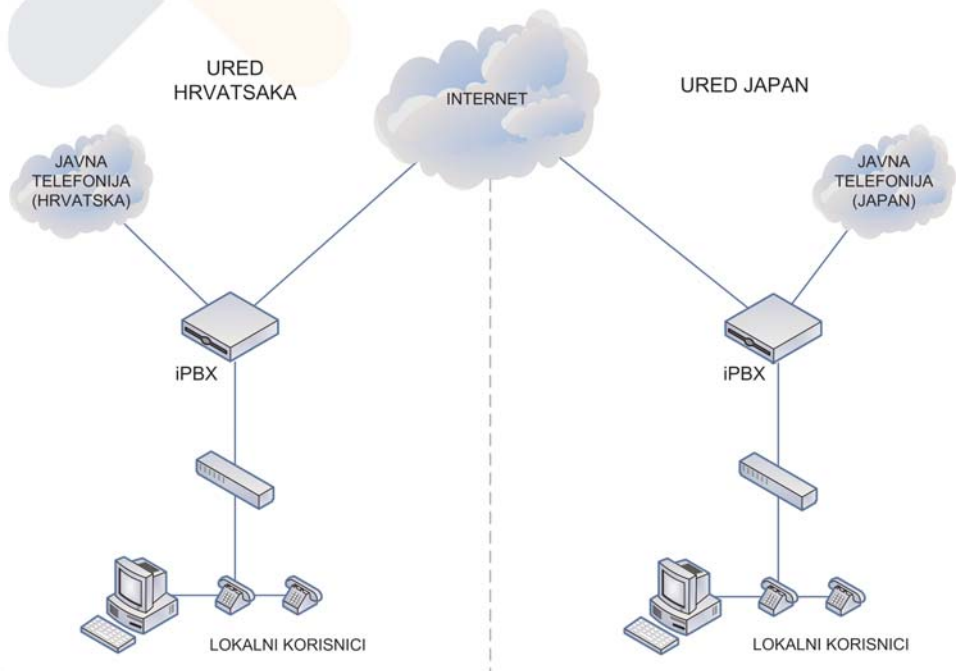 URED
HRVATSAKA
INTERNET
URED JAPAN
JAVNA
TELEFONIJA
(HRVATSKA)
JAVNA
TELEFONIJA
(JAPAN)
iPBX
iPBX
LOKALNI KORISNICI
LOKALNI KORISNICI